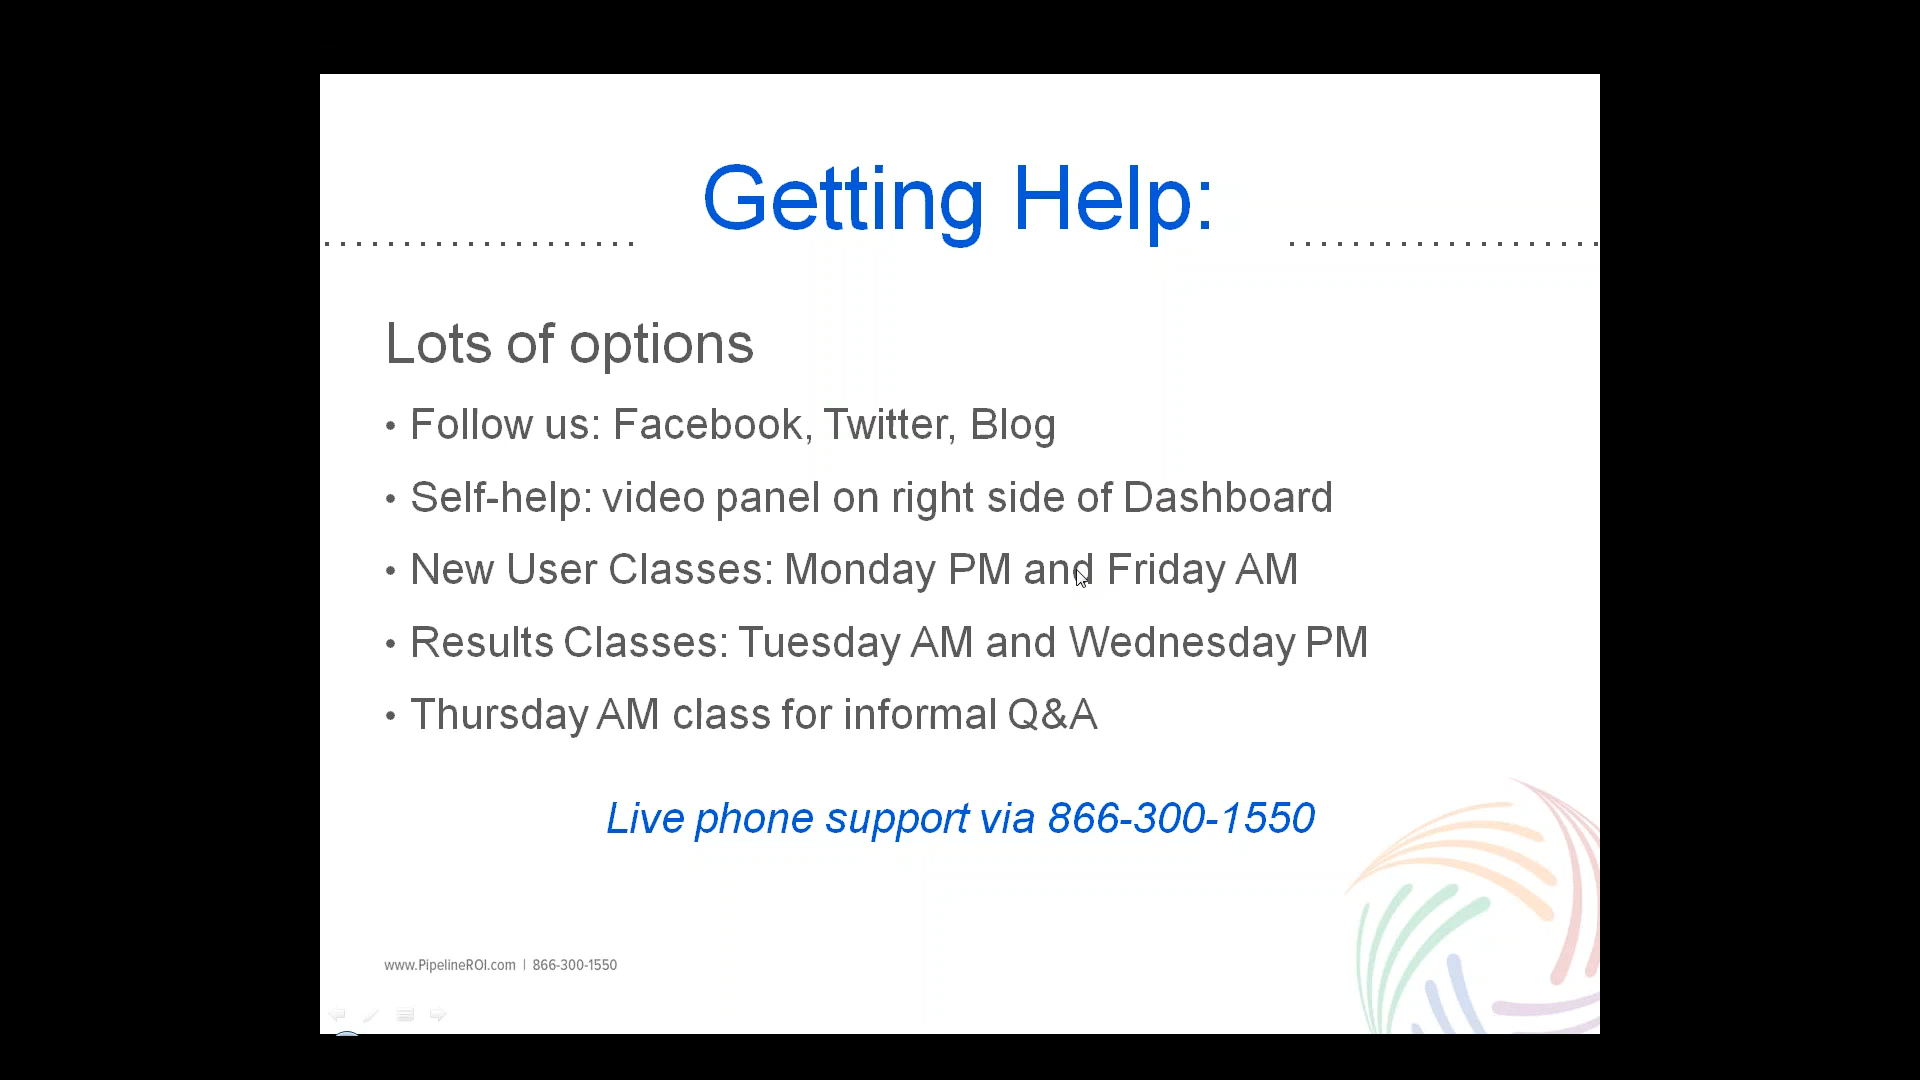 Getting Help:
Lots of options
• Follow us: Facebook, Twitter, Blog
• Self-help: video panel on right side of Dashboard
• New User Classes: Monday PM and Friday AM
• Results Classes: Tuesday AM and Wednesday PM
• Thursday AM class for informal Q&A
Live phone support via 866-300-1550
www.PipelineROI.com | 866-300-1550